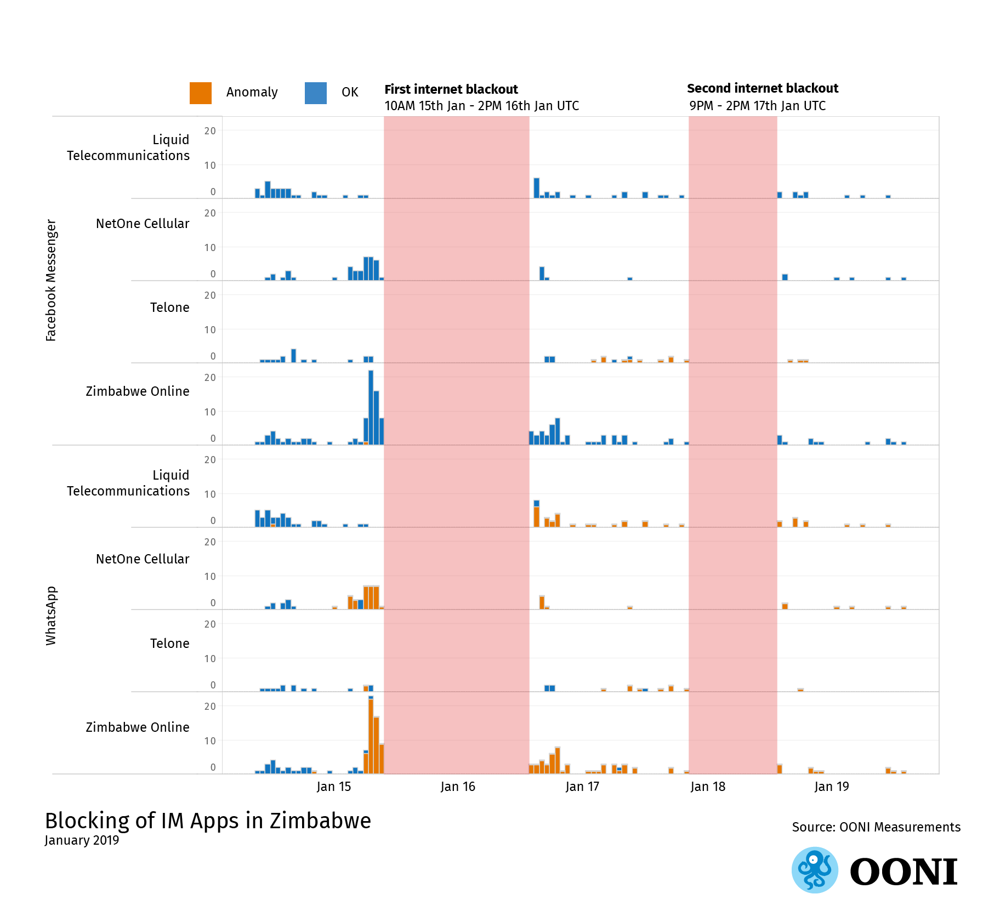 Anomaly
OK
First internet blackout
10AM 15th Jan - 2PM 16th Jan UTC
Second internet blackout
9PM - 2PM 17th Jan UTC
Facebook Messenger
Liquid
Telecommunications
20
10
0
NetOne Cellular
20
10
0
Telone
20
10
0
Zimbabwe Online
20
10
0
WhatsApp
Liquid
Telecommunications
20
10
0
NetOne Cellular
20
10
0
Telone
20
10
0
Zimbabwe Online
20
10
0
Jan 15
Jan 16
Jan 17
Jan 18
Jan 19
Blocking of IM Apps in Zimbabwe
January 2019
Source: OONI Measurements
OONI